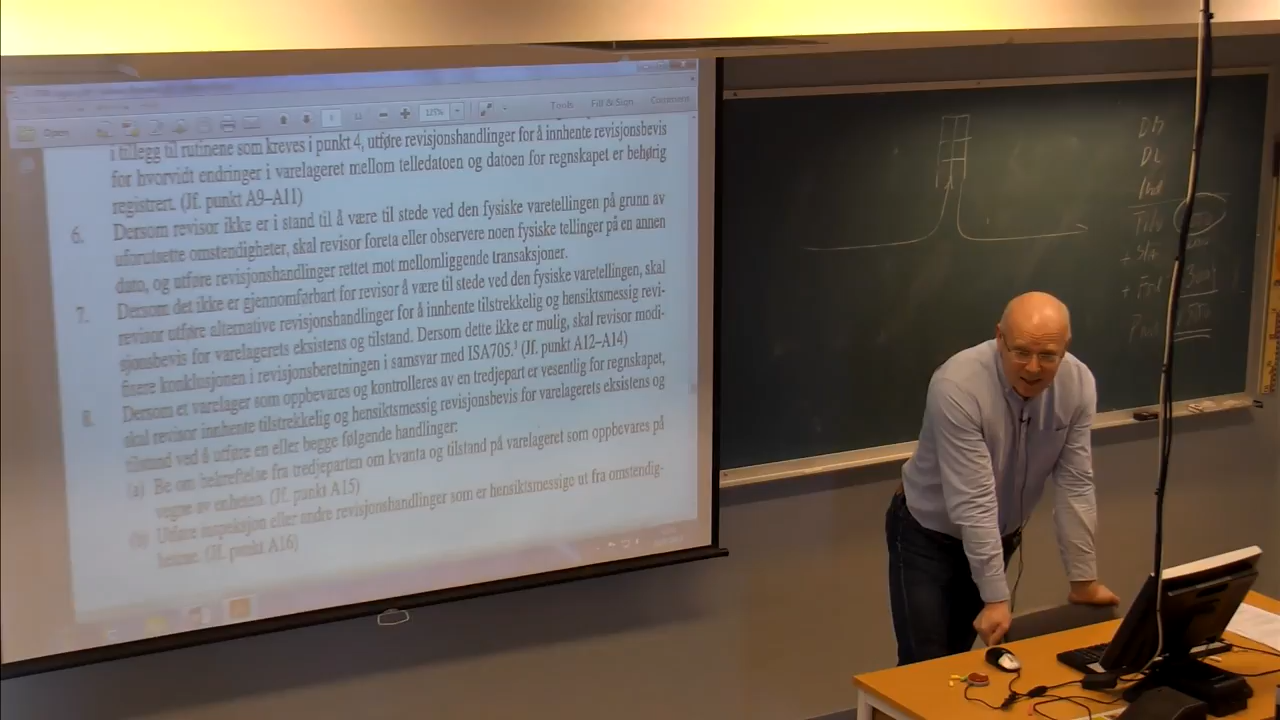 Open
125%
Tools
Fill & Sign
Comment
i tillegg til rutinene som kreves i punkt 4, utføre revisjonshandlinger for å innhente revisjonsbevis
for hvorvidt endringer i varelageret mellom telledatoen og datoen for regnskapet er behørig
registrert. (Jf. punkt A9–A11)
6. Dersom revisor ikke er i stand til å være til stede ved den fysiske varetellingen på grunn av
uforutsette omstendigheter, skal revisor foreta eller observere noen fysiske tellinger på en annen
dato, og utføre revisjonshandlinger rettet mot mellomliggende transaksjoner.
7. Dersom det ikke er gjennomførbart for revisor å være til stede ved den fysiske varetellingen, skal
revisor utføre alternative revisjonshandlinger for å innhente tilstrekkelig og hensiktsmessig revi-
sjonsbevis for varelagerets eksistens og tilstand. Dersom dette ikke er mulig, skal revisor modi-
fisere konklusjonen i revisjonsberetningen i samsvar med ISA705.³ (Jf. punkt A12–A14)
8. Dersom et varelager som oppbevares og kontrolleres av en tredjepart er vesentlig for regnskapet,
skal revisor innhente tilstrekkelig og hensiktsmessig revisjonsbevis for varelagerets eksistens og
tilstand ved å utføre en eller begge følgende handlinger:
(a) Be om bekreftelse fra tredjeparten om kvanta og tilstand på varelageret som oppbevares på
vegne av enheten. (Jf. punkt A15)
(b) Utføre inspeksjon eller andre revisjonshandlinger som er hensiktsmessige ut fra omstendig-
hetene. (Jf. punkt A16)
DM
DL